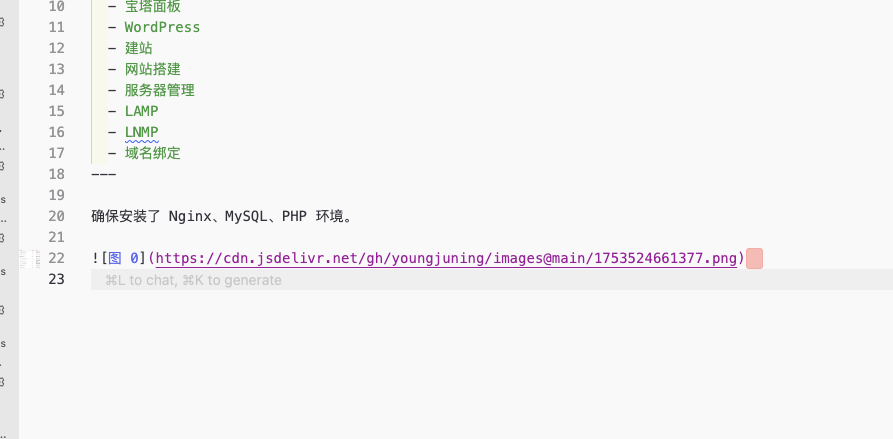 10 - 宝塔面板
11 - WordPress
12 - 建站
13 - 网站搭建
14 - 服务器管理
15 - LAMP
16 - LNMP
17 - 域名绑定
18 ---
19
20 确保安装了 Nginx、MySQL、PHP 环境。
21
22 ![图 0](https://cdn.jsdelivr.net/gh/youngjuning/images@main/1753524661377.png)
23 ⌘L to chat, ⌘K to generate